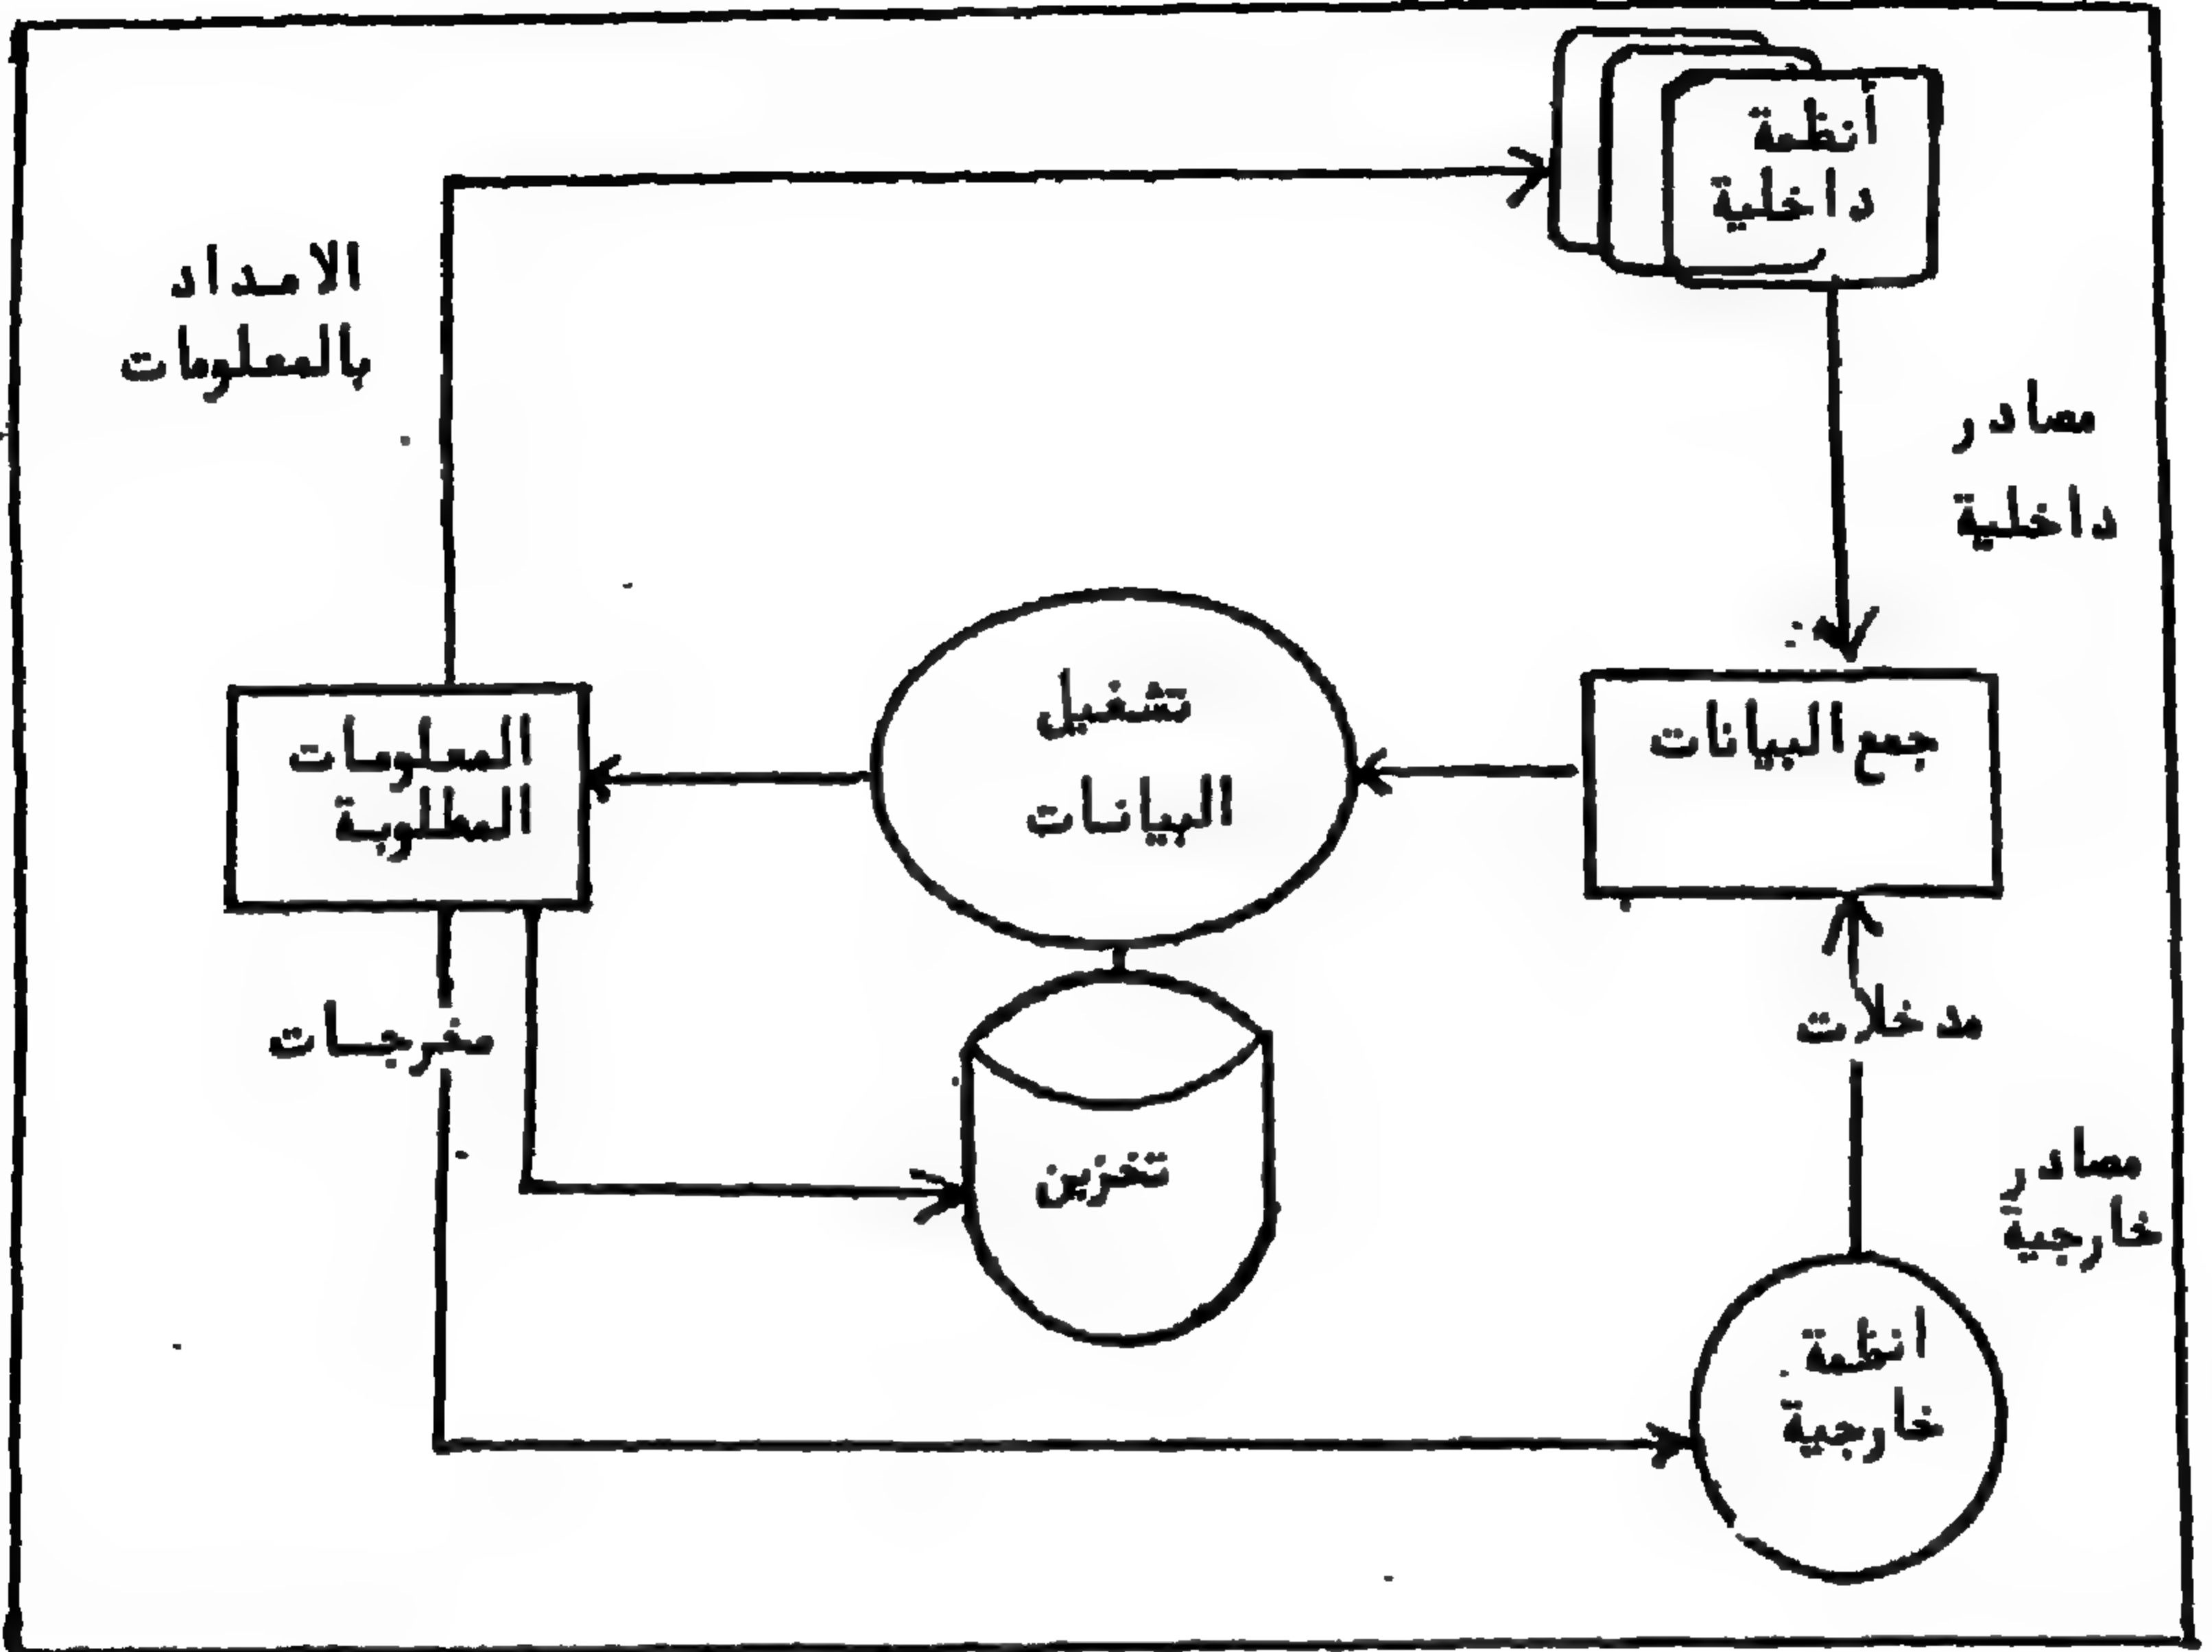 أنظمة
داخلية
الامداد
بالمعلومات
مصادر
داخلية
جمع البيانات
تشغيل
البيانات
المعلومات
المطلوبة
مدخلات
مخرجات
تخزين
مصادر
خارجية
انظمة
خارجية